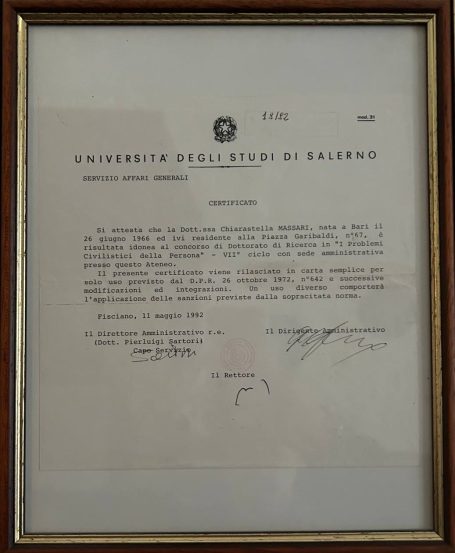 1882
mod. 31
UNIVERSITA' DEGLI STUDI DI SALERNO
SERVIZIO AFFARI GENERALI
CERTIFICATO
Si attesta che la Dott.ssa Chiarastella MASSARI, nata a Bari il
26 giugno 1966 ed ivi residente alla Piazza Garibaldi, n°67, è
risultata idonea al concorso di Dottorato di Ricerca in "I Problemi
Civilistici della Persona" - VII° ciclo con sede amministrativa
presso questo Ateneo.
Il presente certificato viene rilasciato in carta semplice per
solo uso previsto dal D.P.R. 26 ottobre 1972, n°642 e successive
modificazioni ed integrazioni. Un uso diverso comporterà
l'applicazione delle sanzioni previste dalla sopracitata norma.
Fisciano, 11 maggio 1992
Il Direttore Amministrativo r.e.
Il Dirigente Amministrativo
(Dott. Pierluigi Sartori)
Capo Servizio
Il Rettore